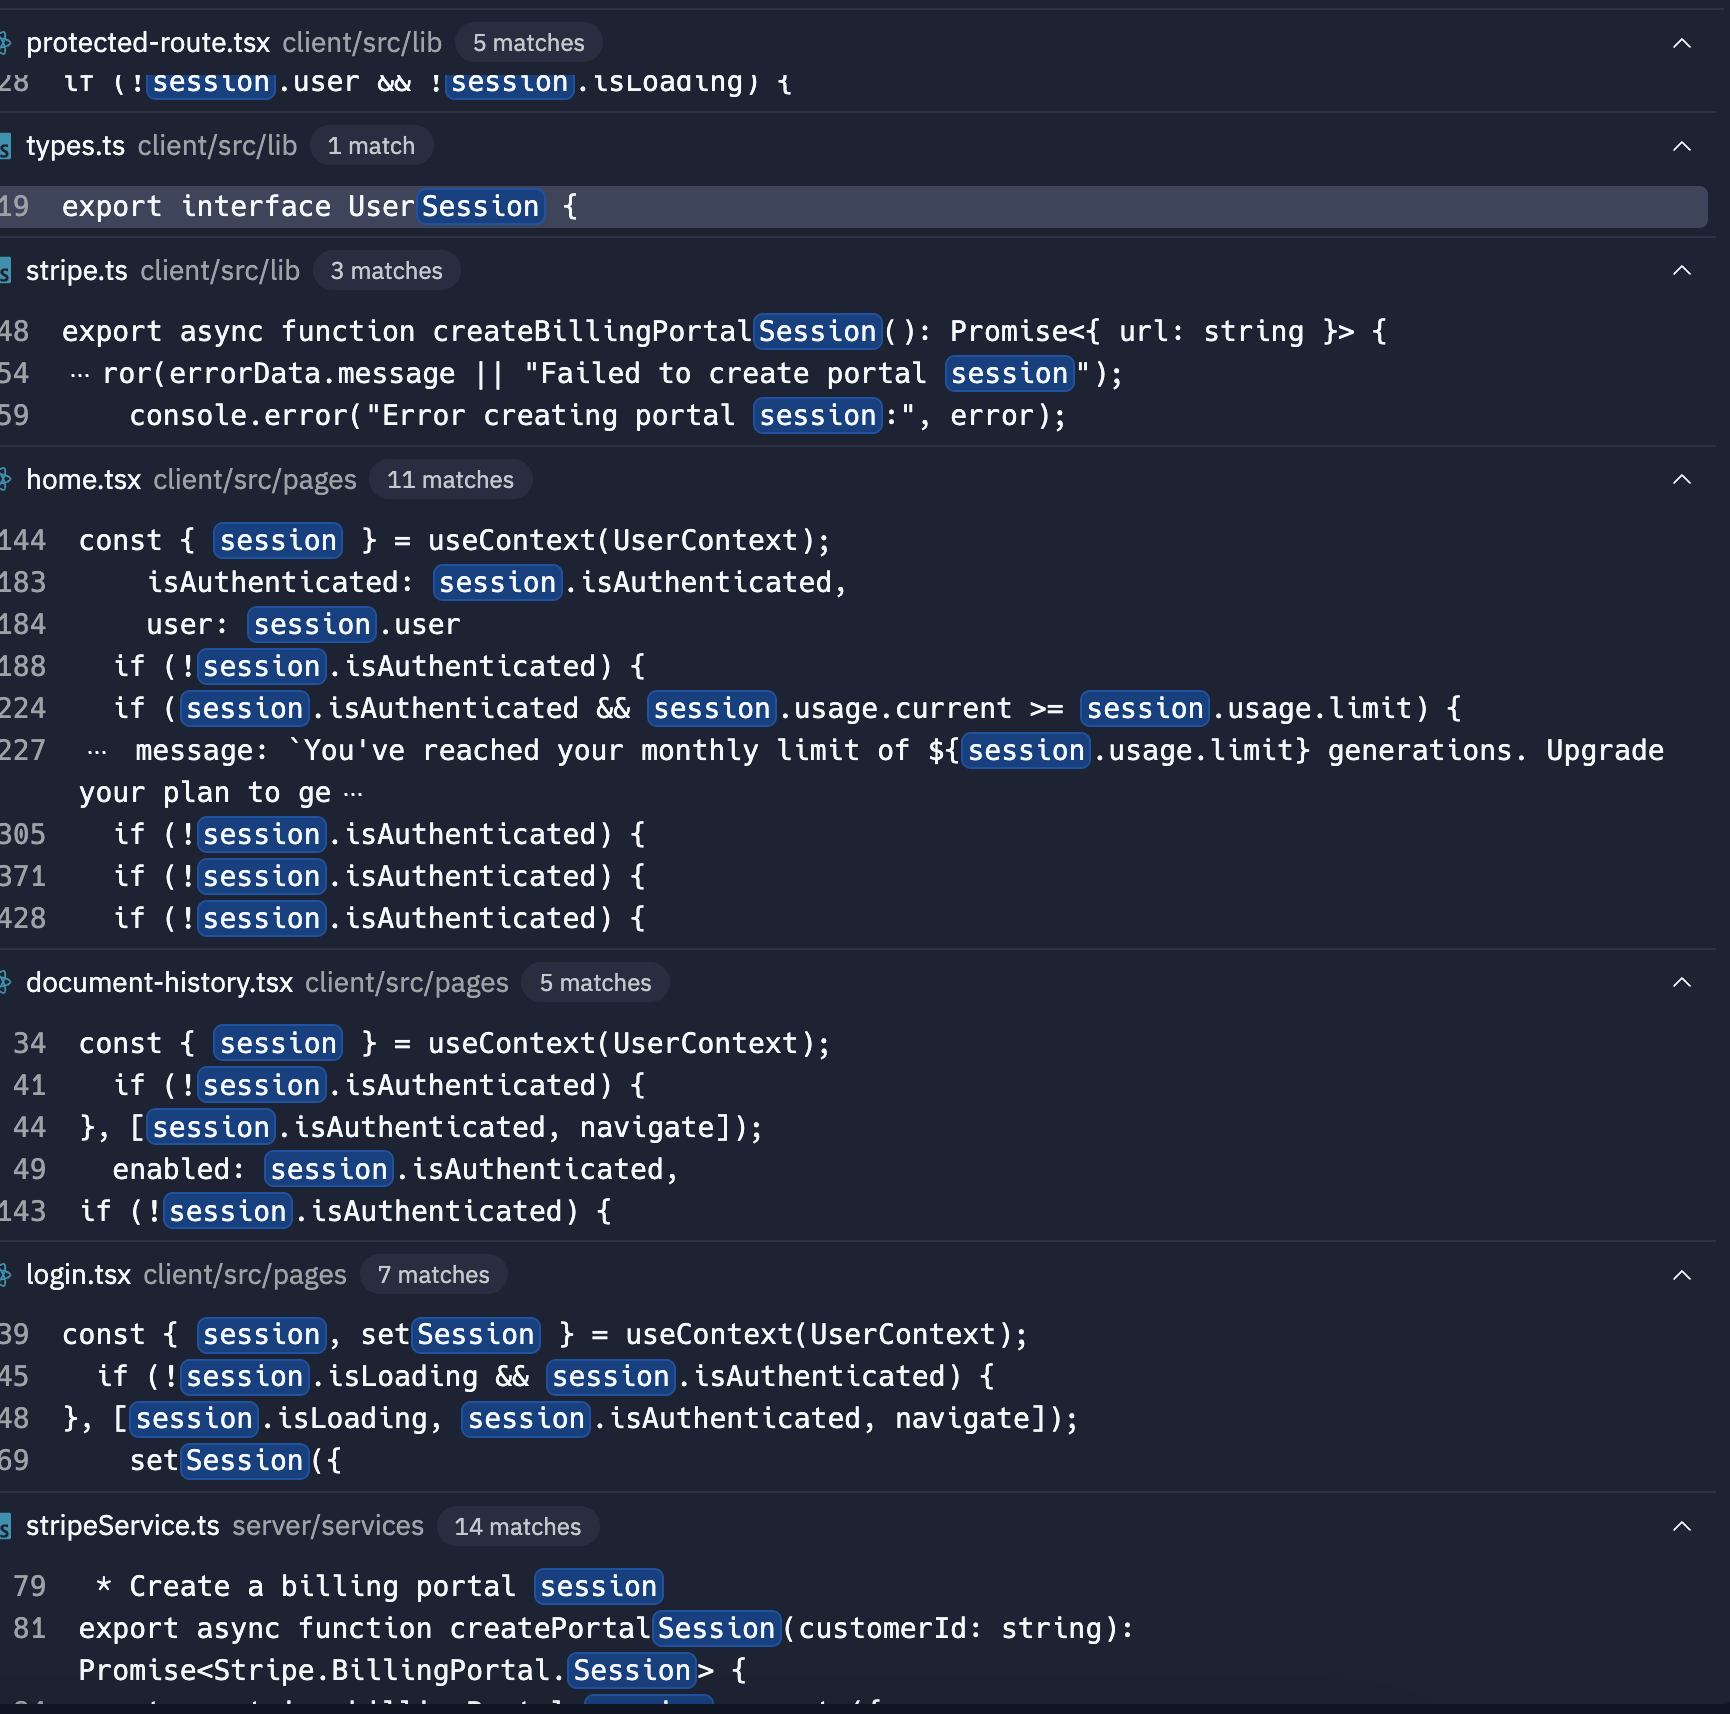 protected-route.tsx client/src/lib 5 matches
28 if (!session.user && !session.isLoading) {
types.ts client/src/lib 1 match
19 export interface UserSession {
stripe.ts client/src/lib 3 matches
48 export async function createBillingPortalSession(): Promise<{ url: string }> {
54 ··· ror(errorData.message || "Failed to create portal session");
59 console.error("Error creating portal session:", error);
home.tsx client/src/pages 11 matches
144 const { session } = useContext(UserContext);
183 isAuthenticated: session.isAuthenticated,
184 user: session.user
188 if (!session.isAuthenticated) {
224 if (session.isAuthenticated && session.usage.current >= session.usage.limit) {
227 ··· message: `You've reached your monthly limit of ${session.usage.limit} generations. Upgrade
your plan to ge ···
305 if (!session.isAuthenticated) {
371 if (!session.isAuthenticated) {
428 if (!session.isAuthenticated) {
document-history.tsx client/src/pages 5 matches
34 const { session } = useContext(UserContext);
41 if (!session.isAuthenticated) {
44 }, [session.isAuthenticated, navigate]);
49 enabled: session.isAuthenticated,
143 if (!session.isAuthenticated) {
login.tsx client/src/pages 7 matches
39 const { session, setSession } = useContext(UserContext);
45 if (!session.isLoading && session.isAuthenticated) {
48 }, [session.isLoading, session.isAuthenticated, navigate]);
69 setSession({
stripeService.ts server/services 14 matches
79 * Create a billing portal session
81 export async function createPortalSession(customerId: string):
Promise<Stripe.BillingPortal.Session> {